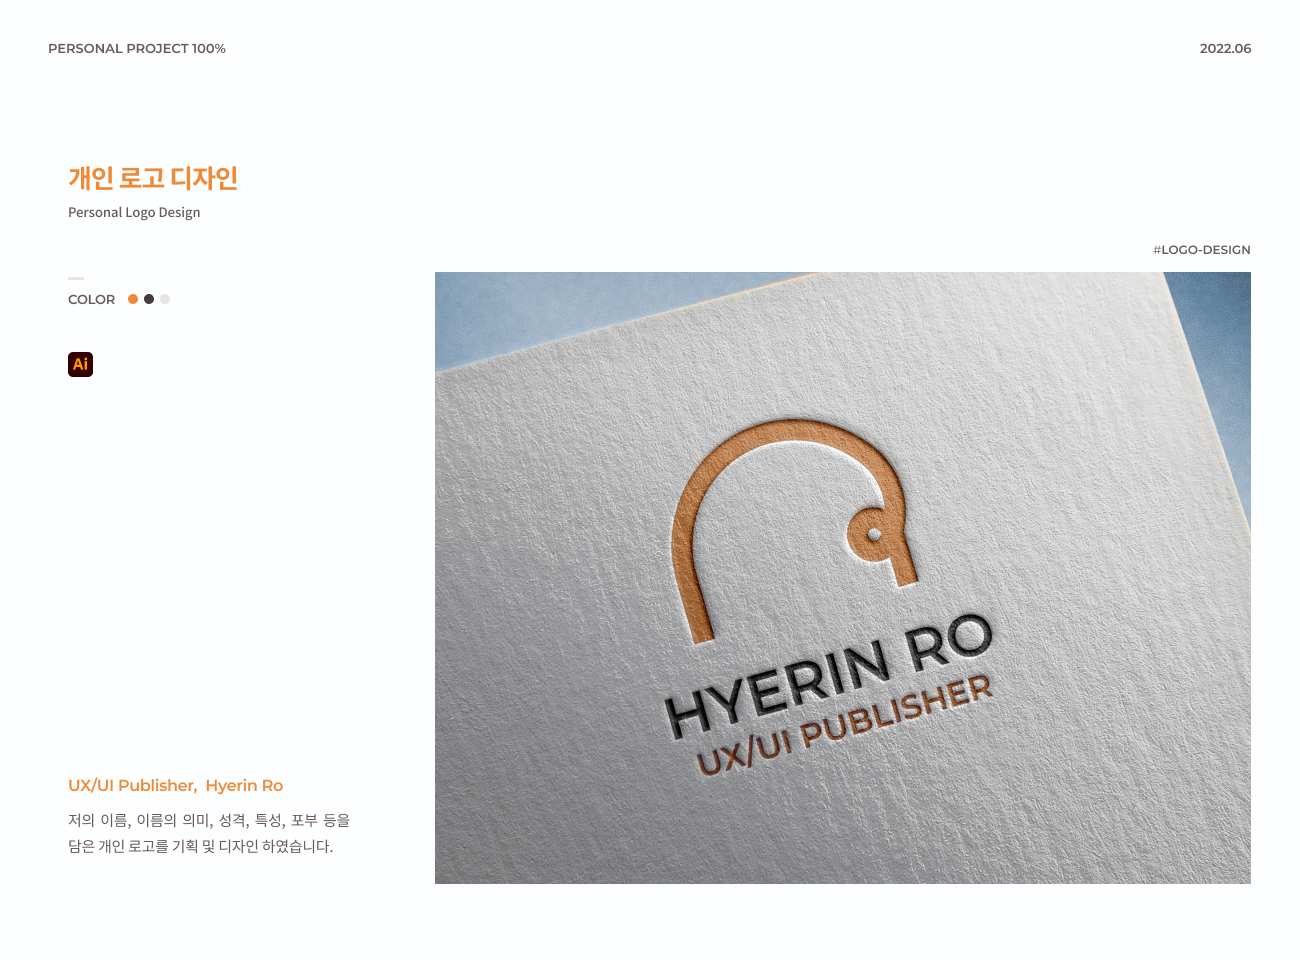 PERSONAL PROJECT 100%
2022.06
개인 로고 디자인
Personal Logo Design
#LOGO-DESIGN
COLOR
Ai
HYERIN RO
UX/UI PUBLISHER
UX/UI Publisher, Hyerin Ro
저의 이름, 이름의 의미, 성격, 특성, 포부 등을
담은 개인 로고를 기획 및 디자인 하였습니다.